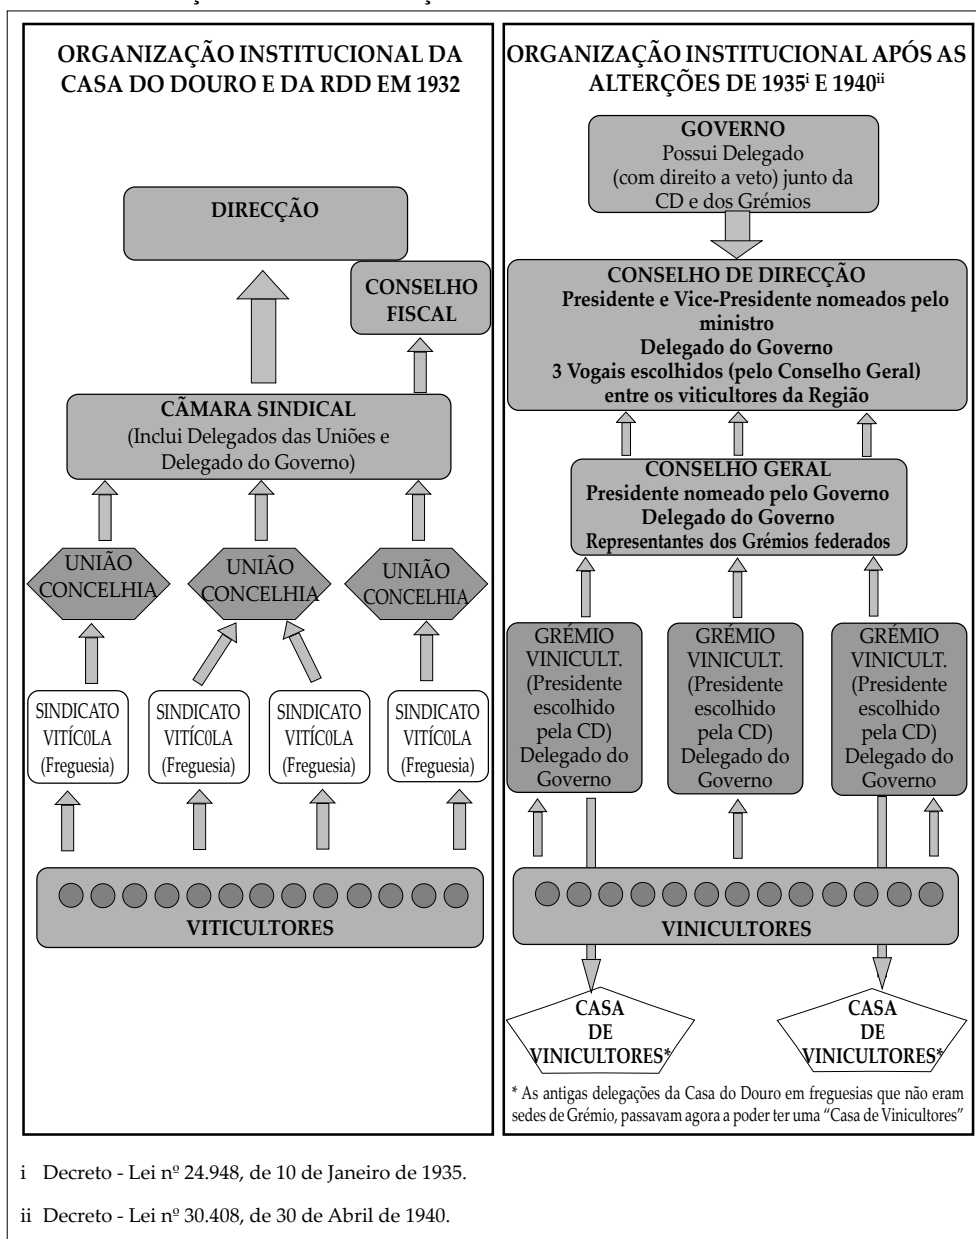 ORGANIZAÇÃO INSTITUCIONAL DA
CASA DO DOURO E DA RDD EM 1932
DIRECÇÃO
CONSELHO
FISCAL
CÃMARA SINDICAL
(Inclui Delegados das Uniões e
Delegado do Governo)
UNIÃO
CONCELHIA
UNIÃO
CONCELHIA
UNIÃO
CONCELHIA
SINDICATO
VITÍC0LA
(Freguesia)
SINDICATO
VITÍC0LA
(Freguesia)
SINDICATO
VITÍC0LA
(Freguesia)
SINDICATO
VITÍC0LA
(Freguesia)
VITICULTORES
ORGANIZAÇÃO INSTITUCIONAL APÓS AS
ALTERÇÕES DE 1935i E 1940ii
GOVERNO
Possui Delegado
(com direito a veto) junto da
CD e dos Grémios
CONSELHO DE DIRECÇÃO
Presidente e Vice-Presidente nomeados pelo
ministro
Delegado do Governo
3 Vogais escolhidos (pelo Conselho Geral)
entre os viticultores da Região
CONSELHO GERAL
Presidente nomeado pelo Governo
Delegado do Governo
Representantes dos Grémios federados
GRÉMIO
VINICULT.
(Presidente
escolhido
pela CD)
Delegado do
Governo
GRÉMIO
VINICULT.
(Presidente
escolhido
pela CD)
Delegado do
Governo
GRÉMIO
VINICULT.
(Presidente
escolhido
pela CD)
Delegado do
Governo
VINICULTORES
CASA
DE
VINICULTORES*
CASA
DE
VINICULTORES*
* As antigas delegações da Casa do Douro em freguesias que não eram
sedes de Grémio, passavam agora a poder ter uma “Casa de Vinicultores”
i Decreto - Lei nº 24.948, de 10 de Janeiro de 1935.
ii Decreto - Lei nº 30.408, de 30 de Abril de 1940.